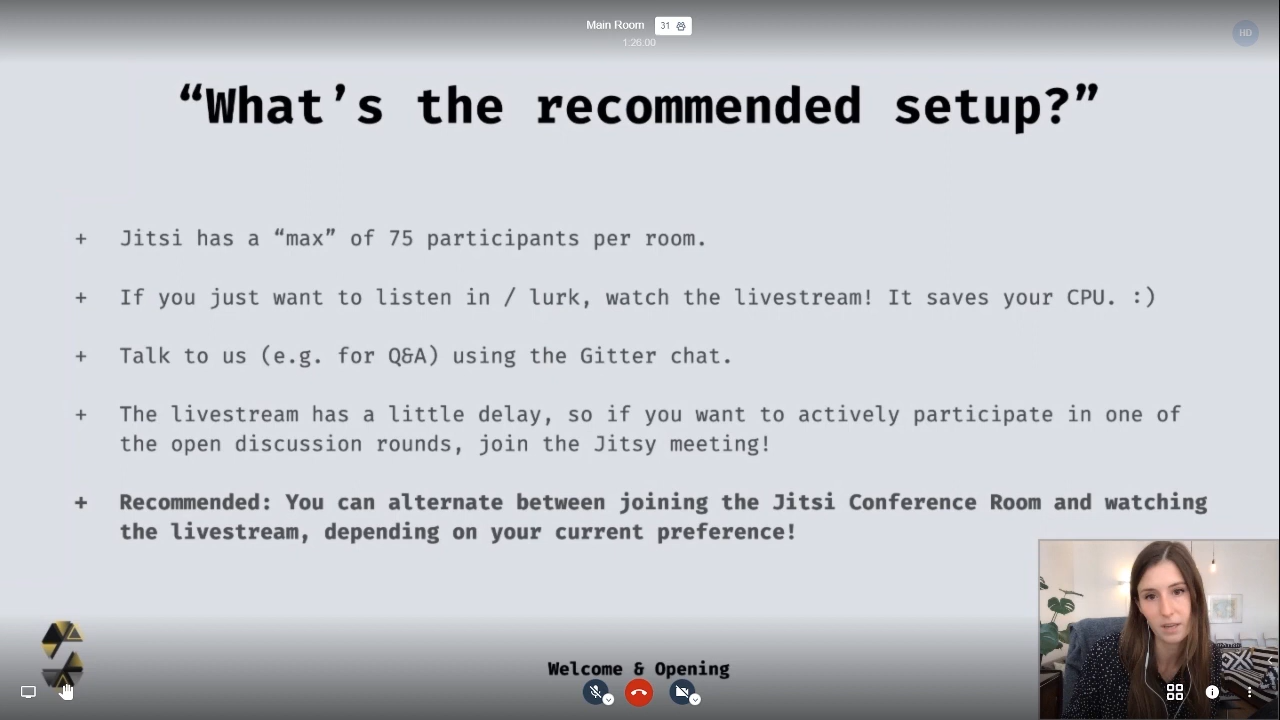 Main Room 31
1:26:00
HD
“What’s the recommended setup?”
+ Jitsi has a “max” of 75 participants per room.
+ If you just want to listen in / lurk, watch the livestream! It saves your CPU. :)
+ Talk to us (e.g. for Q&A) using the Gitter chat.
+ The livestream has a little delay, so if you want to actively participate in one of
the open discussion rounds, join the Jitsy meeting!
+ Recommended: You can alternate between joining the Jitsi Conference Room and watching
the livestream, depending on your current preference!
Welcome & Opening